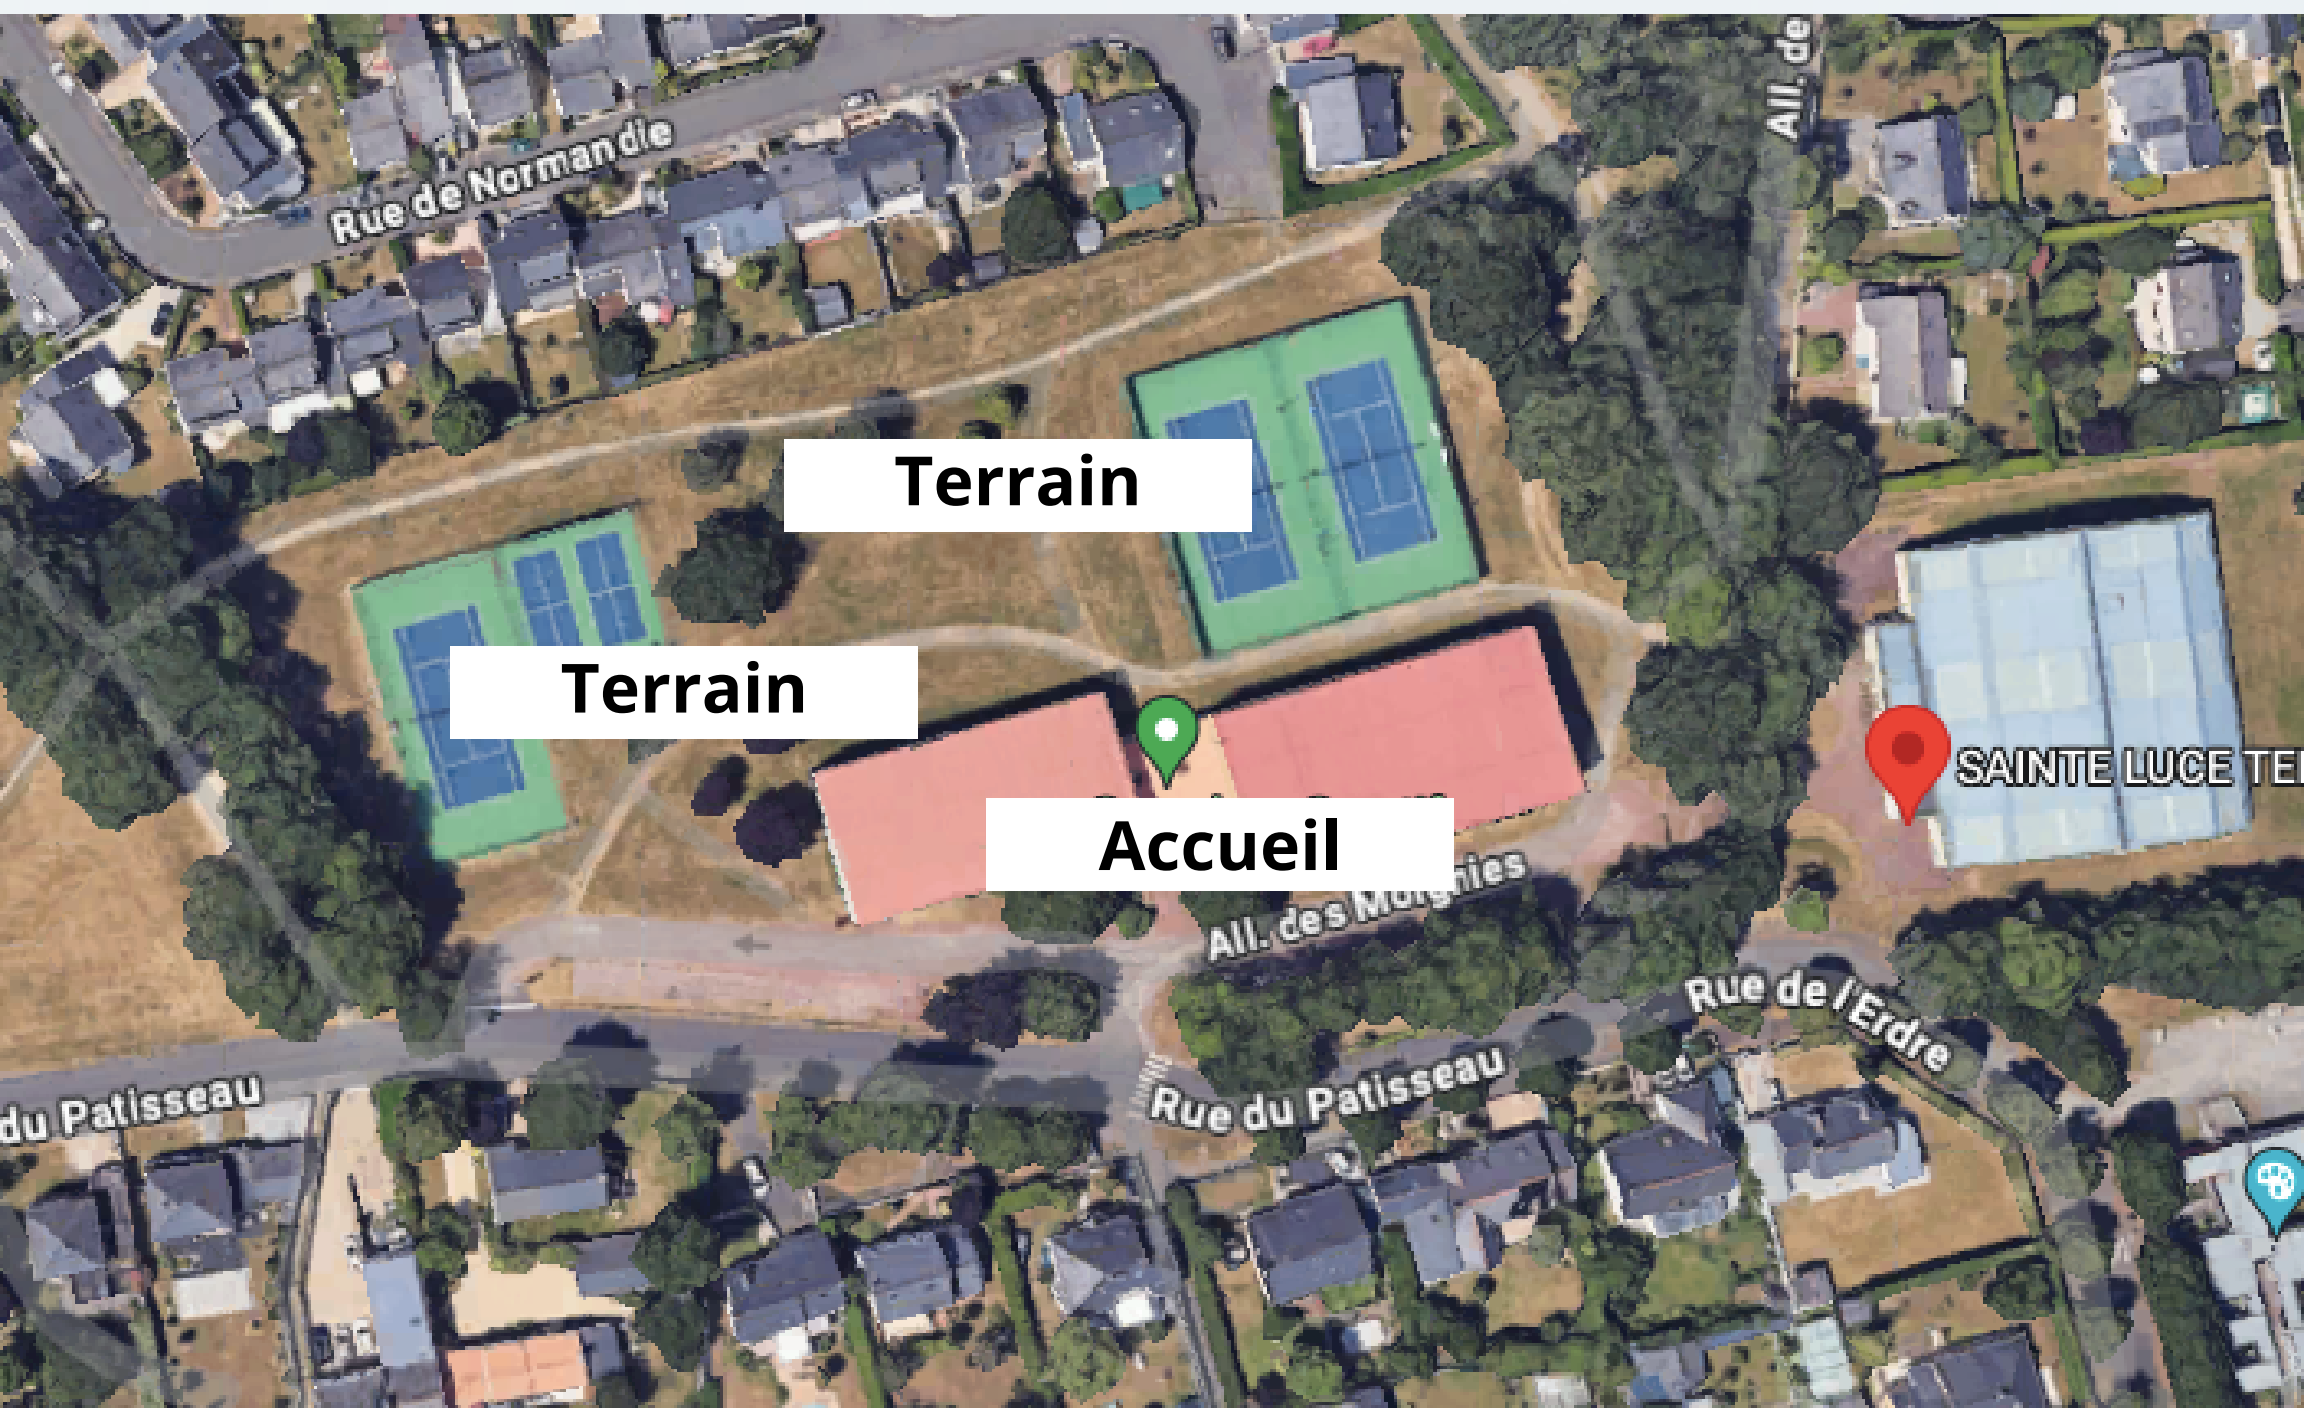 All. de
Rue de Normandie
Terrain
Terrain
SAINTE LUCE TE
Accueil
All. des Moignies
Rue de l'Erdre
Rue du Patisseau
du Patisseau